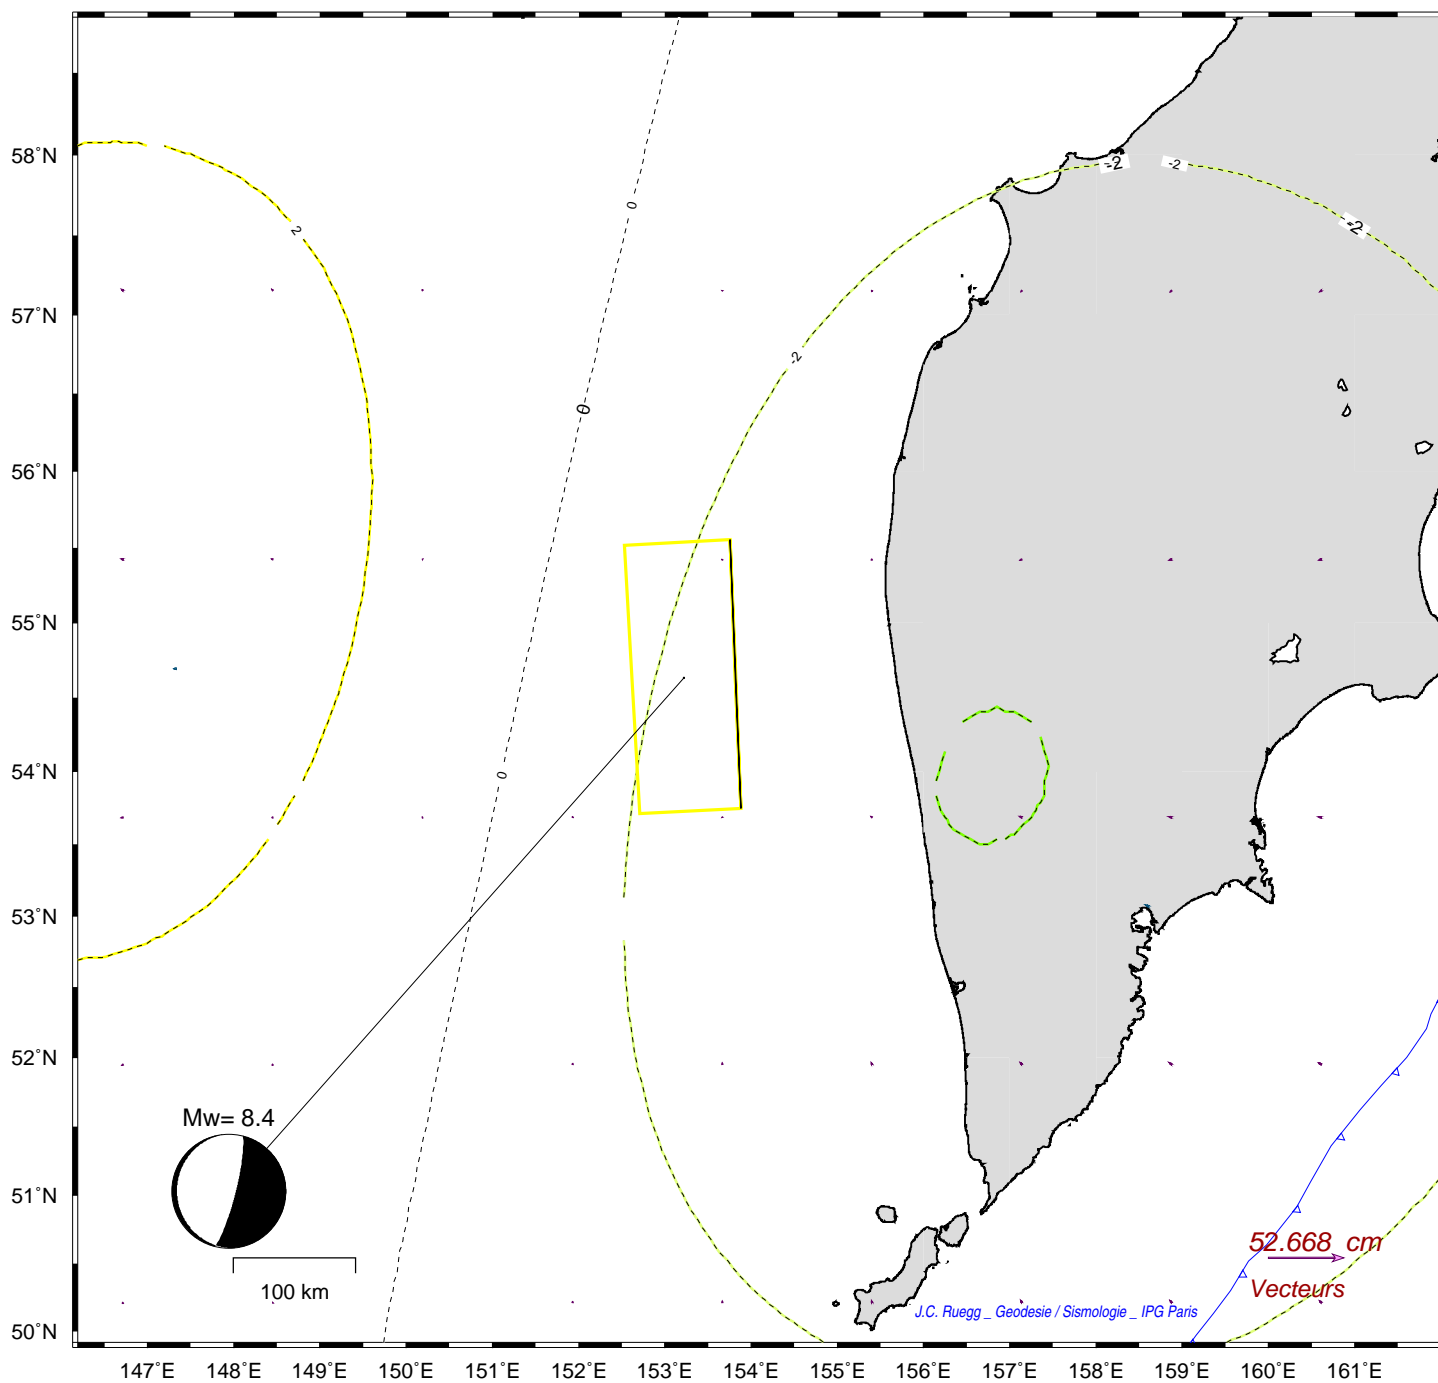 58°N
-2
-2
2
0
-2
57°N
-2
0
56°N
55°N
54°N
0
53°N
52°N
Mw= 8.4
51°N
52.668 cm
100 km
Vecteurs
J.C. Ruegg _ Geodesie / Sismologie _ IPG Paris
50°N
147°E 148°E 149°E 150°E 151°E 152°E 153°E 154°E 155°E 156°E 157°E 158°E 159°E 160°E 161°E